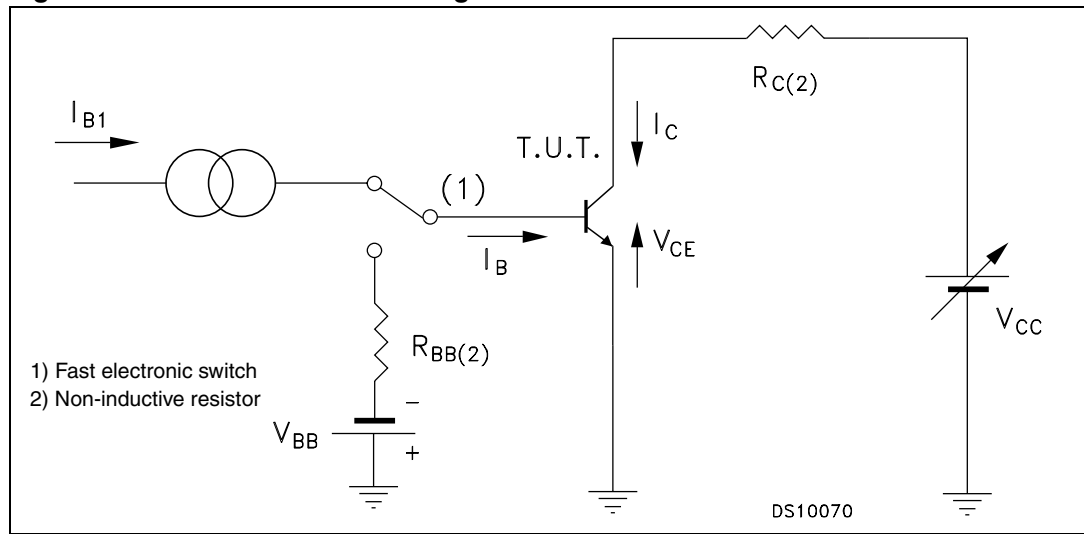 R_C(2)
I_B1
I_C
T.U.T.
(1)
V_CE
I_B
V_CC
R_BB(2)
1) Fast electronic switch
2) Non-inductive resistor
–
V_BB
+
DS10070